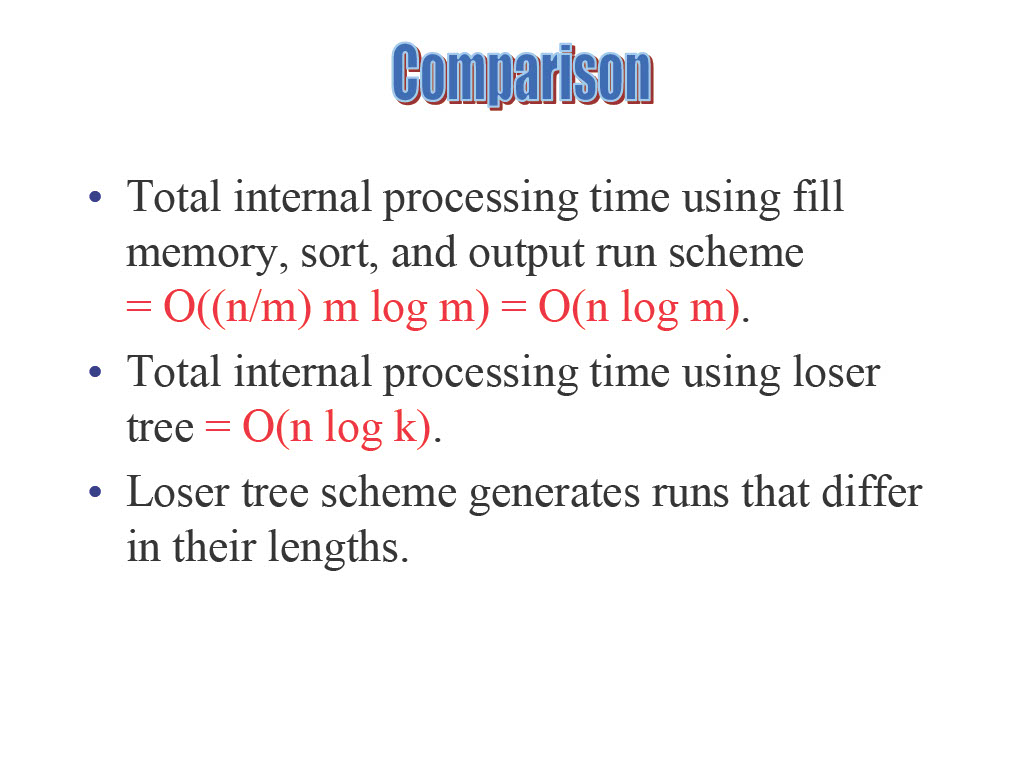 Comparison
• Total internal processing time using fill
memory, sort, and output run scheme
= O((n/m) m log m) = O(n log m).
• Total internal processing time using loser
tree = O(n log k).
• Loser tree scheme generates runs that differ
in their lengths.